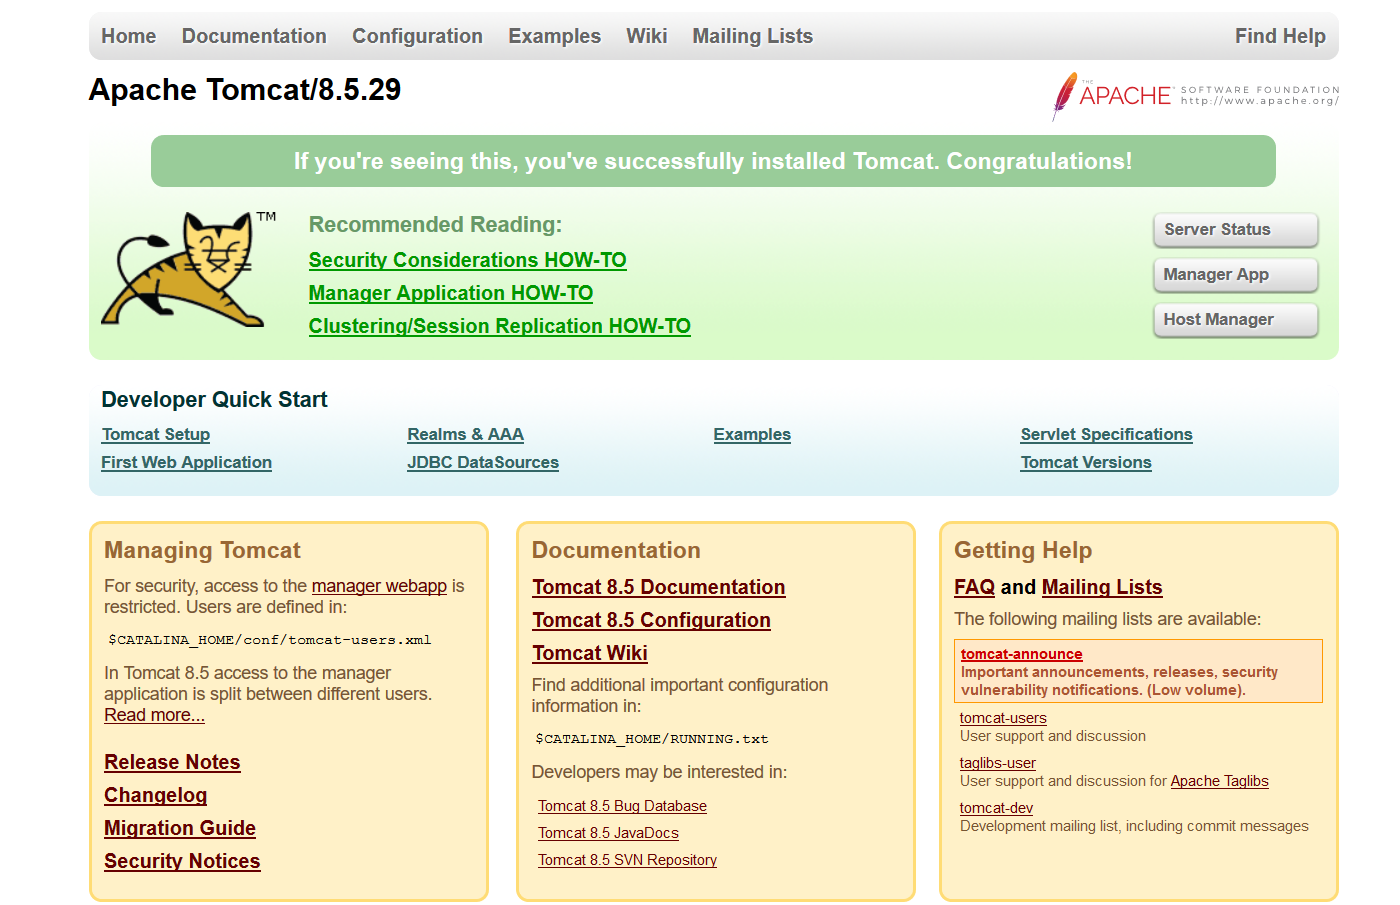 Home Documentation Configuration Examples Wiki Mailing Lists Find Help
Apache Tomcat/8.5.29
THE
APACHE
SOFTWARE FOUNDATION
http://www.apache.org/
If you're seeing this, you've successfully installed Tomcat. Congratulations!
TM
Recommended Reading:
Security Considerations HOW-TO
Manager Application HOW-TO
Clustering/Session Replication HOW-TO
Server Status
Manager App
Host Manager
Developer Quick Start
Tomcat Setup
First Web Application
Realms & AAA
JDBC DataSources
Examples
Servlet Specifications
Tomcat Versions
Managing Tomcat
For security, access to the manager webapp is
restricted. Users are defined in:
$CATALINA_HOME/conf/tomcat-users.xml
In Tomcat 8.5 access to the manager
application is split between different users.
Read more...
Release Notes
Changelog
Migration Guide
Security Notices
Documentation
Tomcat 8.5 Documentation
Tomcat 8.5 Configuration
Tomcat Wiki
Find additional important configuration
information in:
$CATALINA_HOME/RUNNING.txt
Developers may be interested in:
Tomcat 8.5 Bug Database
Tomcat 8.5 JavaDocs
Tomcat 8.5 SVN Repository
Getting Help
FAQ and Mailing Lists
The following mailing lists are available:
tomcat-announce
Important announcements, releases, security
vulnerability notifications. (Low volume).
tomcat-users
User support and discussion
taglibs-user
User support and discussion for Apache Taglibs
tomcat-dev
Development mailing list, including commit messages